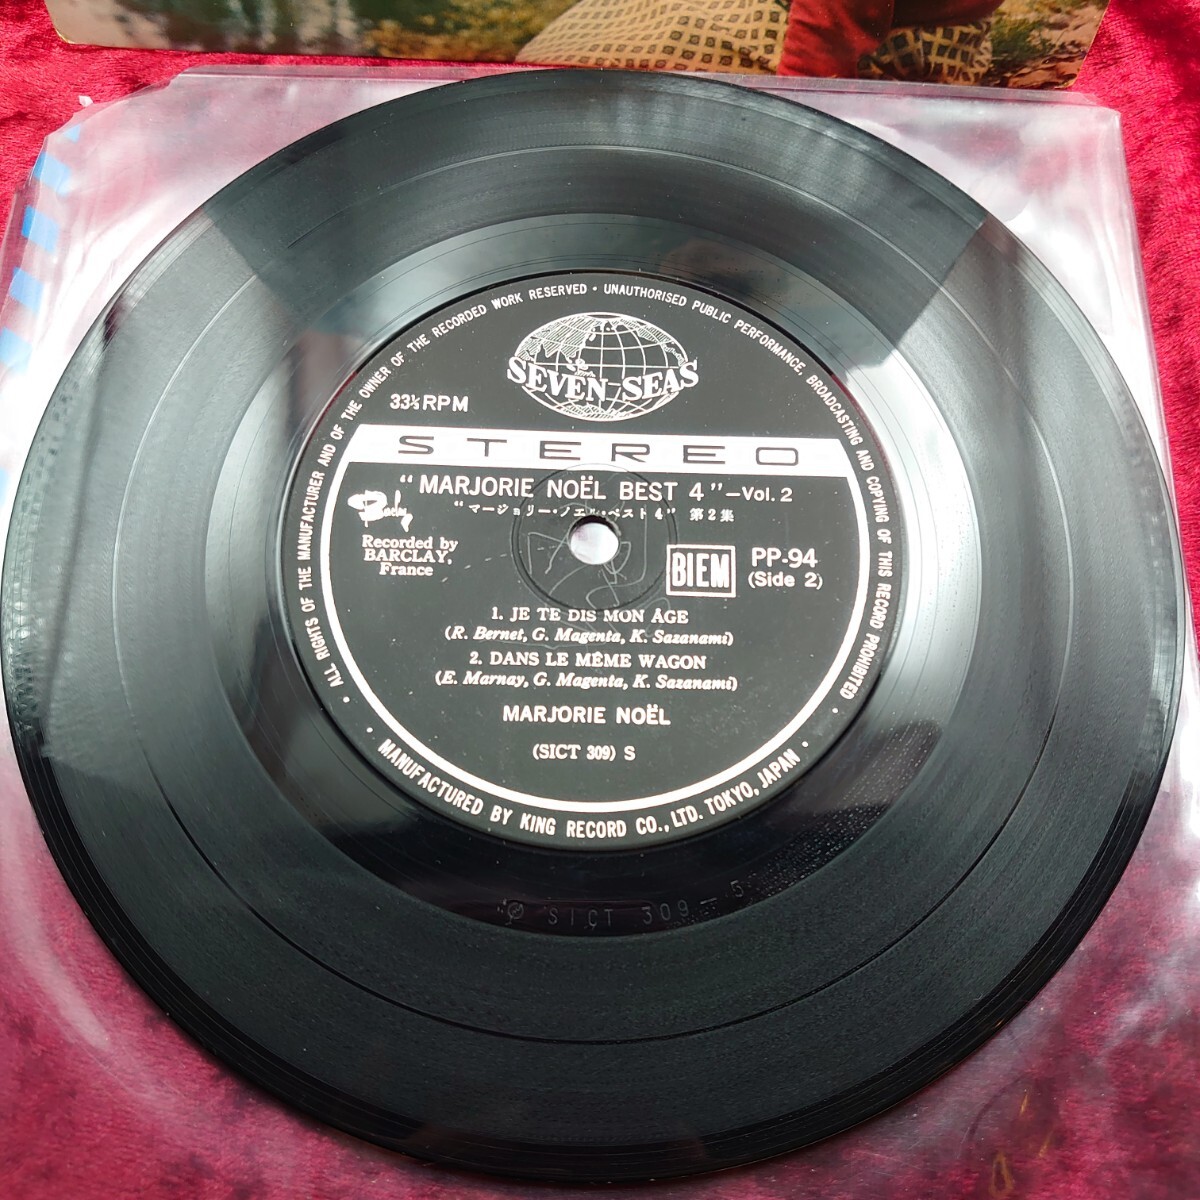 ALL RIGHTS OF THE MANUFACTURER AND OF THE OWNER OF THE RECORDED WORK RESERVED • UNAUTHORISED PUBLIC PERFORMANCE, BROADCASTING AND COPYING OF THIS RECORD PROHIBITED •
SEVEN SEAS
33⅓RPM
STEREO
"MARJORIE NOËL BEST 4"—Vol. 2
"マージョリー・ノエル・ベスト4" 第2集
Barclay
Recorded by
BARCLAY,
France
BIEM
PP-94
(Side 2)
1. JE TE DIS MON ÂGE
(R. Bernet, G. Magenta, K. Sazanami)
2. DANS LE MÊME WAGON
(E. Marnay, G. Magenta, K. Sazanami)
MARJORIE NOËL
(SICT 309) S
• MANUFACTURED BY KING RECORD CO., LTD. TOKYO, JAPAN •
SICT 309 - 5